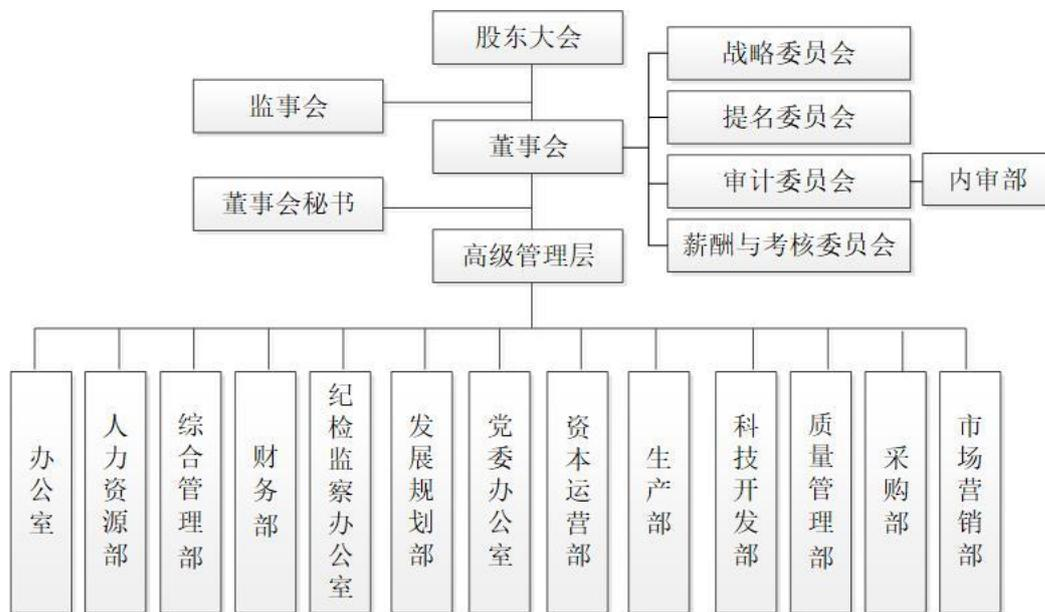 股东大会
战略委员会
监事会
提名委员会
董事会
审计委员会
内审部
董事会秘书
高级管理层
薪酬与考核委员会
办公室
人力资源部
综合管理部
财务部
纪检监察办公室
发展规划部
党委办公室
资本运营部
生产部
科技开发部
质量管理部
采购部
市场营销部